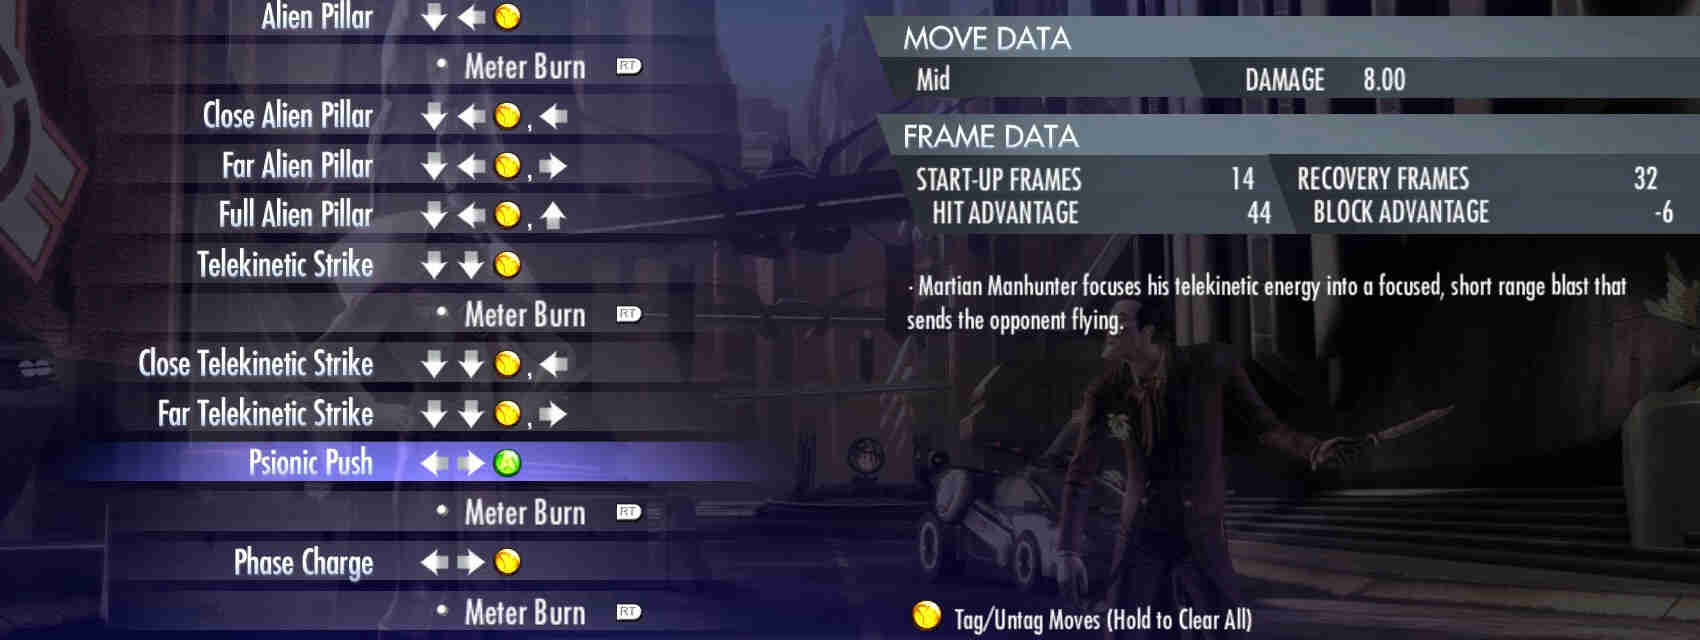 Alien Pillar
Meter Burn RT
Close Alien Pillar ,
Far Alien Pillar ,
Full Alien Pillar ,
Telekinetic Strike
Meter Burn RT
Close Telekinetic Strike ,
Far Telekinetic Strike ,
Psionic Push A
Meter Burn RT
Phase Charge
Meter Burn RT
MOVE DATA
Mid DAMAGE 8.00
FRAME DATA
START-UP FRAMES 14 RECOVERY FRAMES 32
HIT ADVANTAGE 44 BLOCK ADVANTAGE -6
· Martian Manhunter focuses his telekinetic energy into a focused, short range blast that
sends the opponent flying.
Tag/Untag Moves (Hold to Clear All)